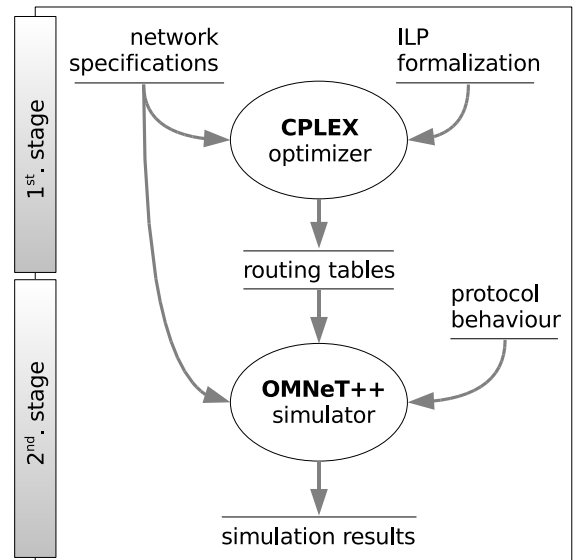 network
specifications
ILP
formalization
CPLEX
optimizer
1st. stage
routing tables
protocol
behaviour
OMNeT++
simulator
2nd. stage
simulation results